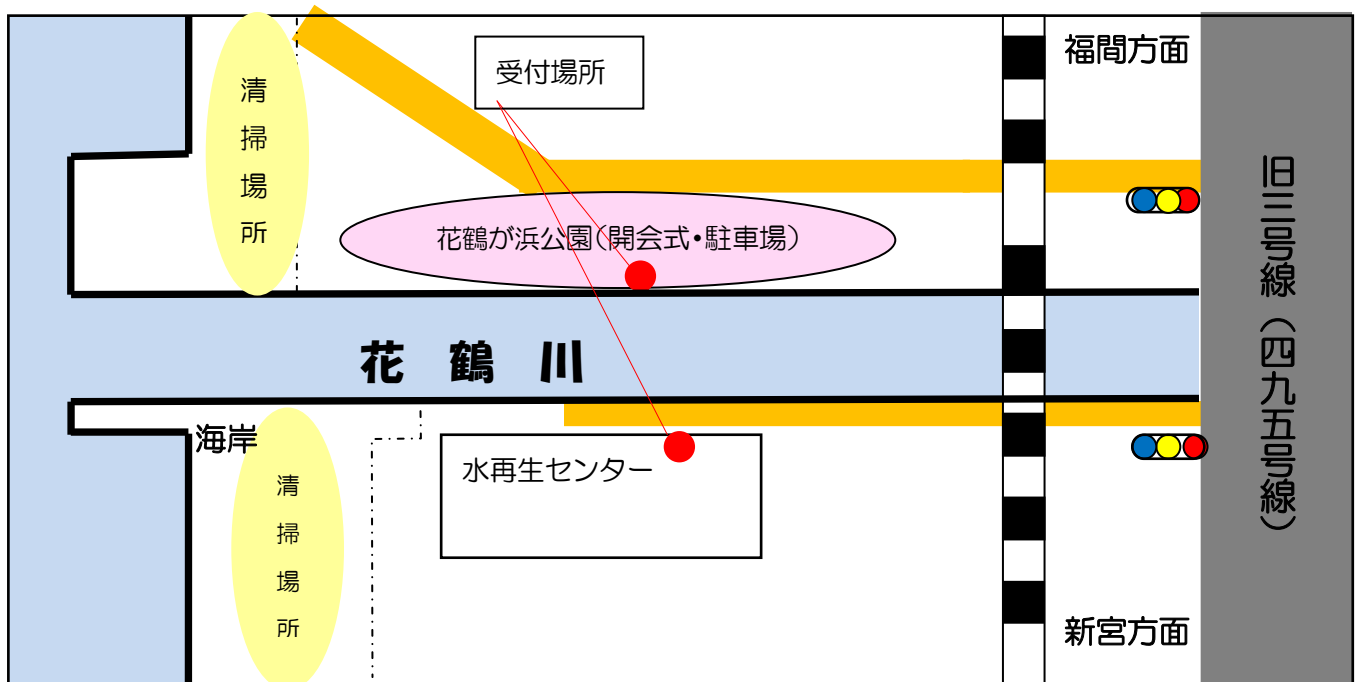 受付場所
福間方面
清掃場所
花鶴が浜公園(開会式・駐車場)
旧三号線(四九五号線)
花鶴川
海岸
水再生センター
清掃場所
新宮方面